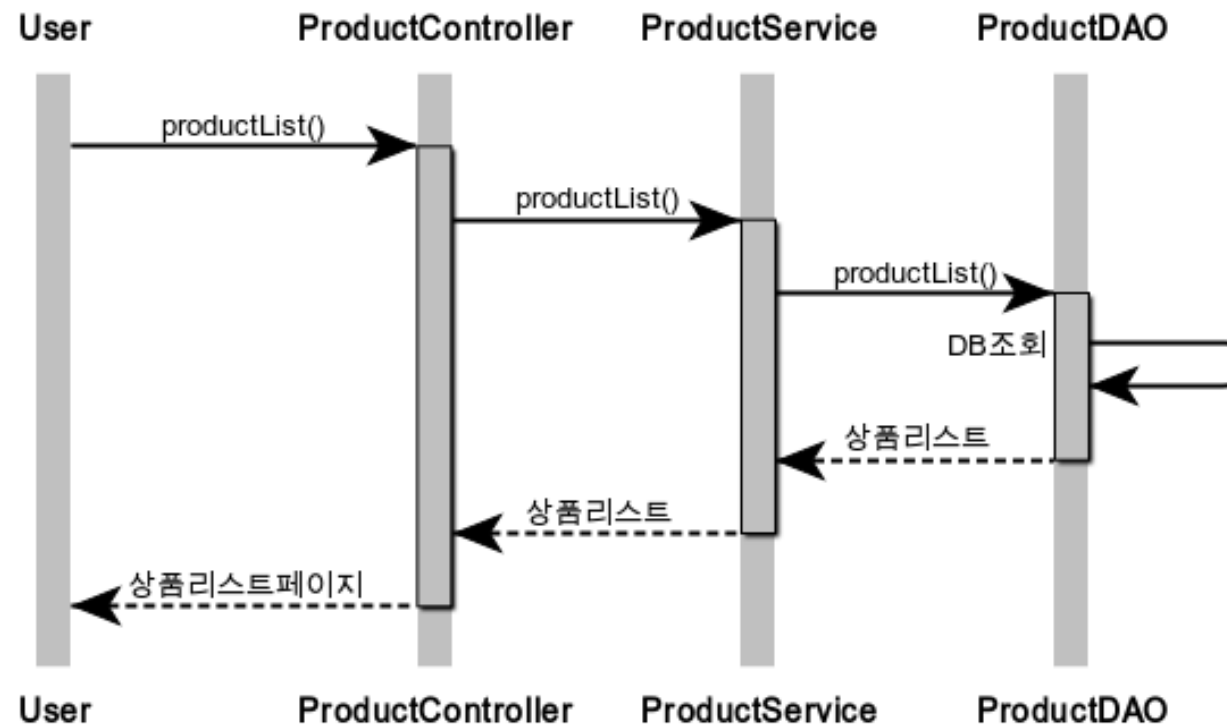 User ProductController ProductService ProductDAO
productList()
productList()
productList()
DB조회
상품리스트
상품리스트
상품리스트페이지
User ProductController ProductService ProductDAO